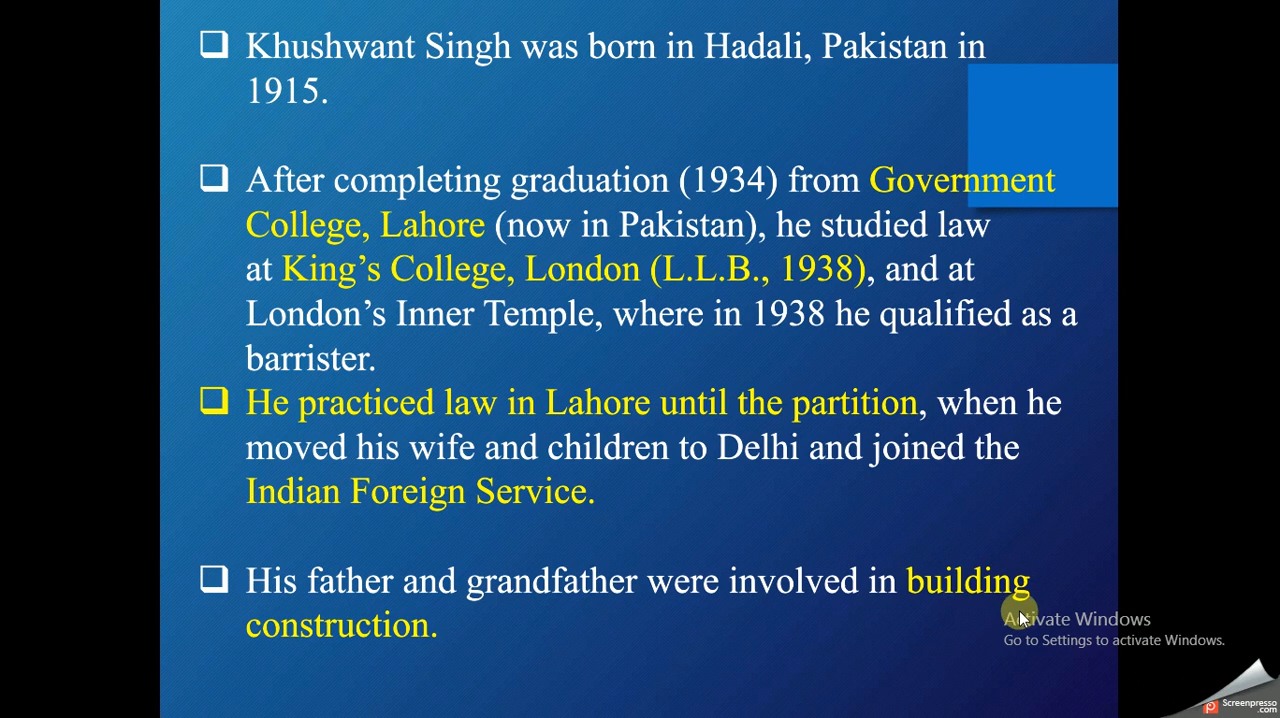 ❑ Khushwant Singh was born in Hadali, Pakistan in
1915.
❑ After completing graduation (1934) from Government
College, Lahore (now in Pakistan), he studied law
at King’s College, London (L.L.B., 1938), and at
London’s Inner Temple, where in 1938 he qualified as a
barrister.
❑ He practiced law in Lahore until the partition, when he
moved his wife and children to Delhi and joined the
Indian Foreign Service.
❑ His father and grandfather were involved in building
construction.
Activate Windows
Go to Settings to activate Windows.
Screenpresso
.com